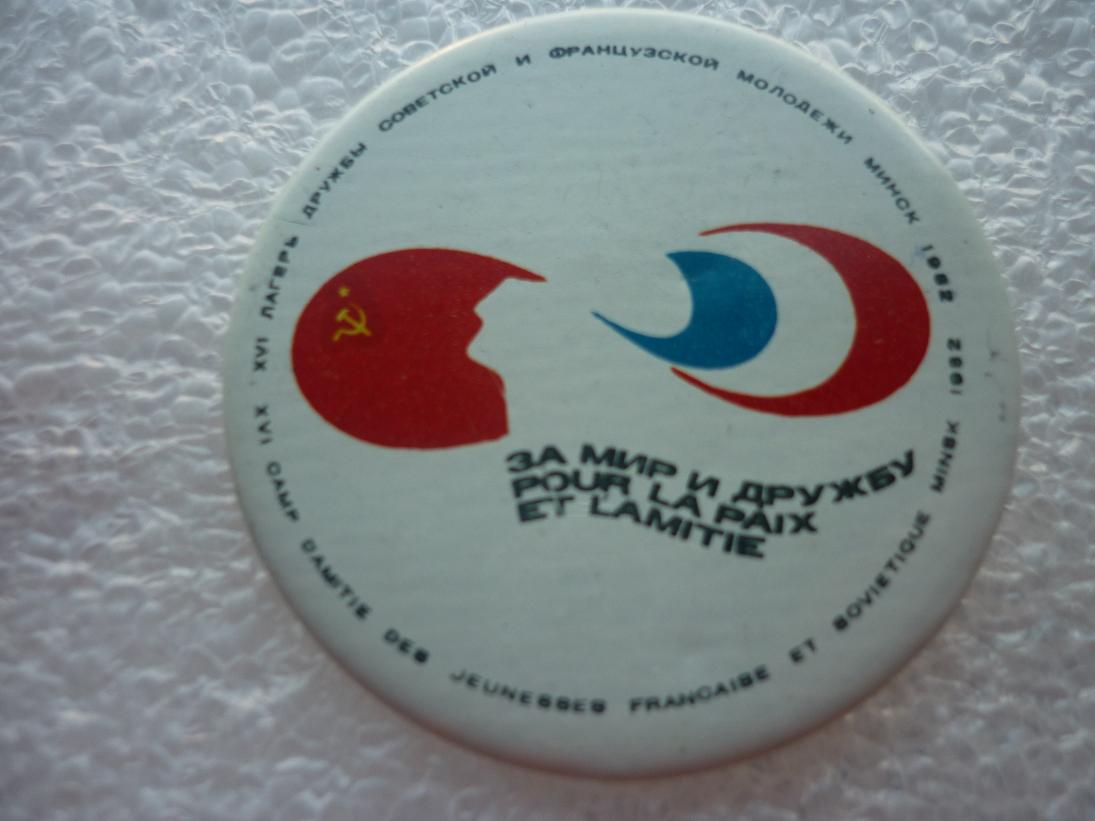 XVI ЛАГЕРЬ ДРУЖБЫ СОВЕТСКОЙ И ФРАНЦУЗСКОЙ МОЛОДЕЖИ МИНСК 1982
ЗА МИР И ДРУЖБУ
POUR LA PAIX
ET LAMITIE
XVI CAMP DAMITIE DES JEUNESSES FRANCAISE ET SOVIETIQUE MINSK 1982